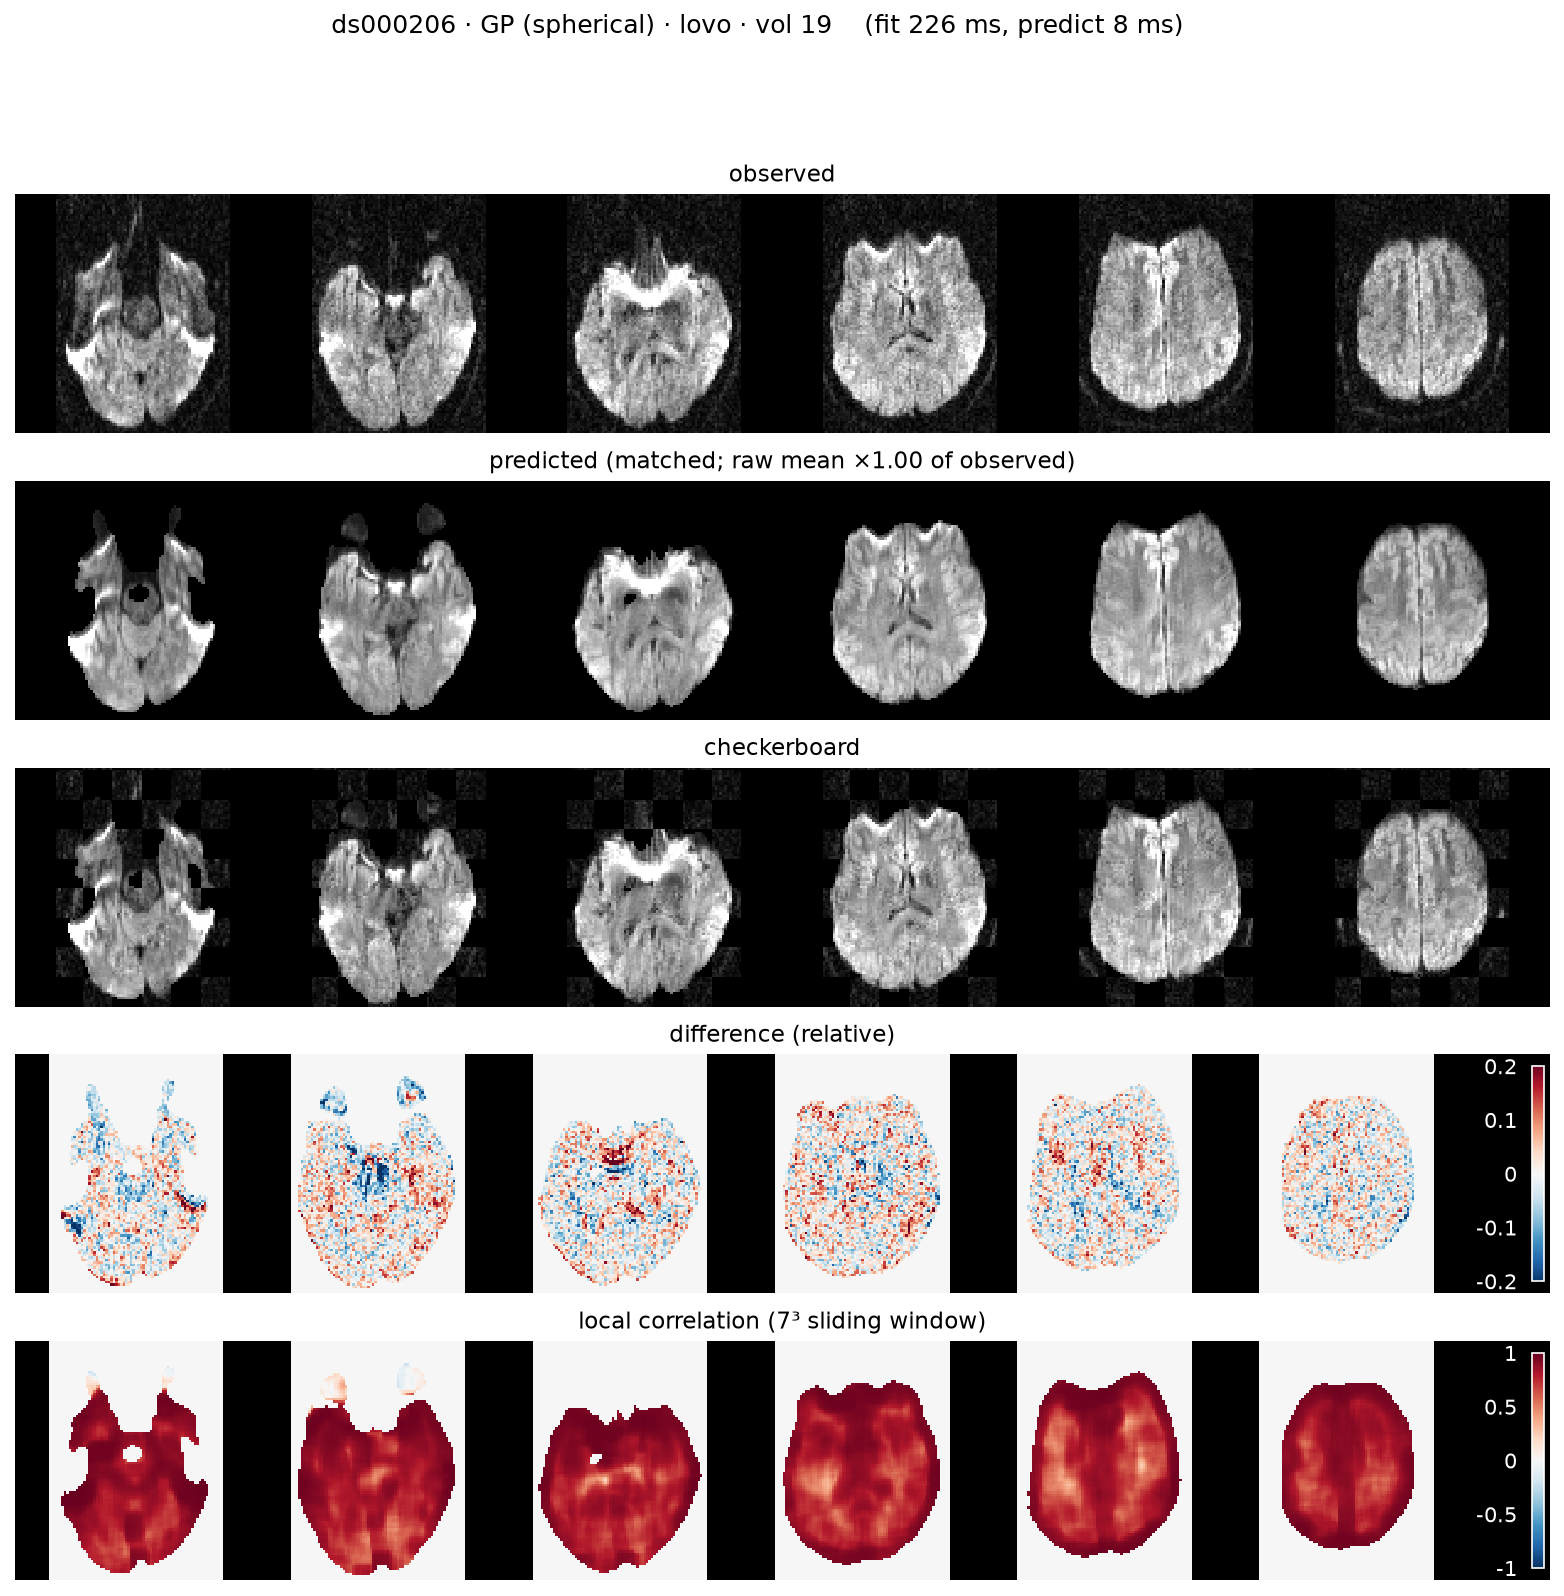 ds000206 · GP (spherical) · lovo · vol 19    (fit 226 ms, predict 8 ms)
observed
predicted (matched; raw mean ×1.00 of observed)
checkerboard
difference (relative)
0.2
0.1
0
-0.1
-0.2
local correlation (7³ sliding window)
1
0.5
0
-0.5
-1